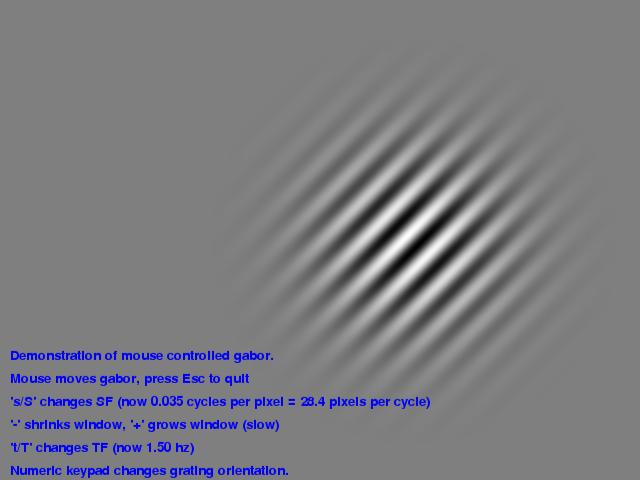 Demonstration of mouse controlled gabor.
Mouse moves gabor, press Esc to quit
's/S' changes SF (now 0.035 cycles per pixel = 28.4 pixels per cycle)
'-' shrinks window, '+' grows window (slow)
't/T' changes TF (now 1.50 hz)
Numeric keypad changes grating orientation.